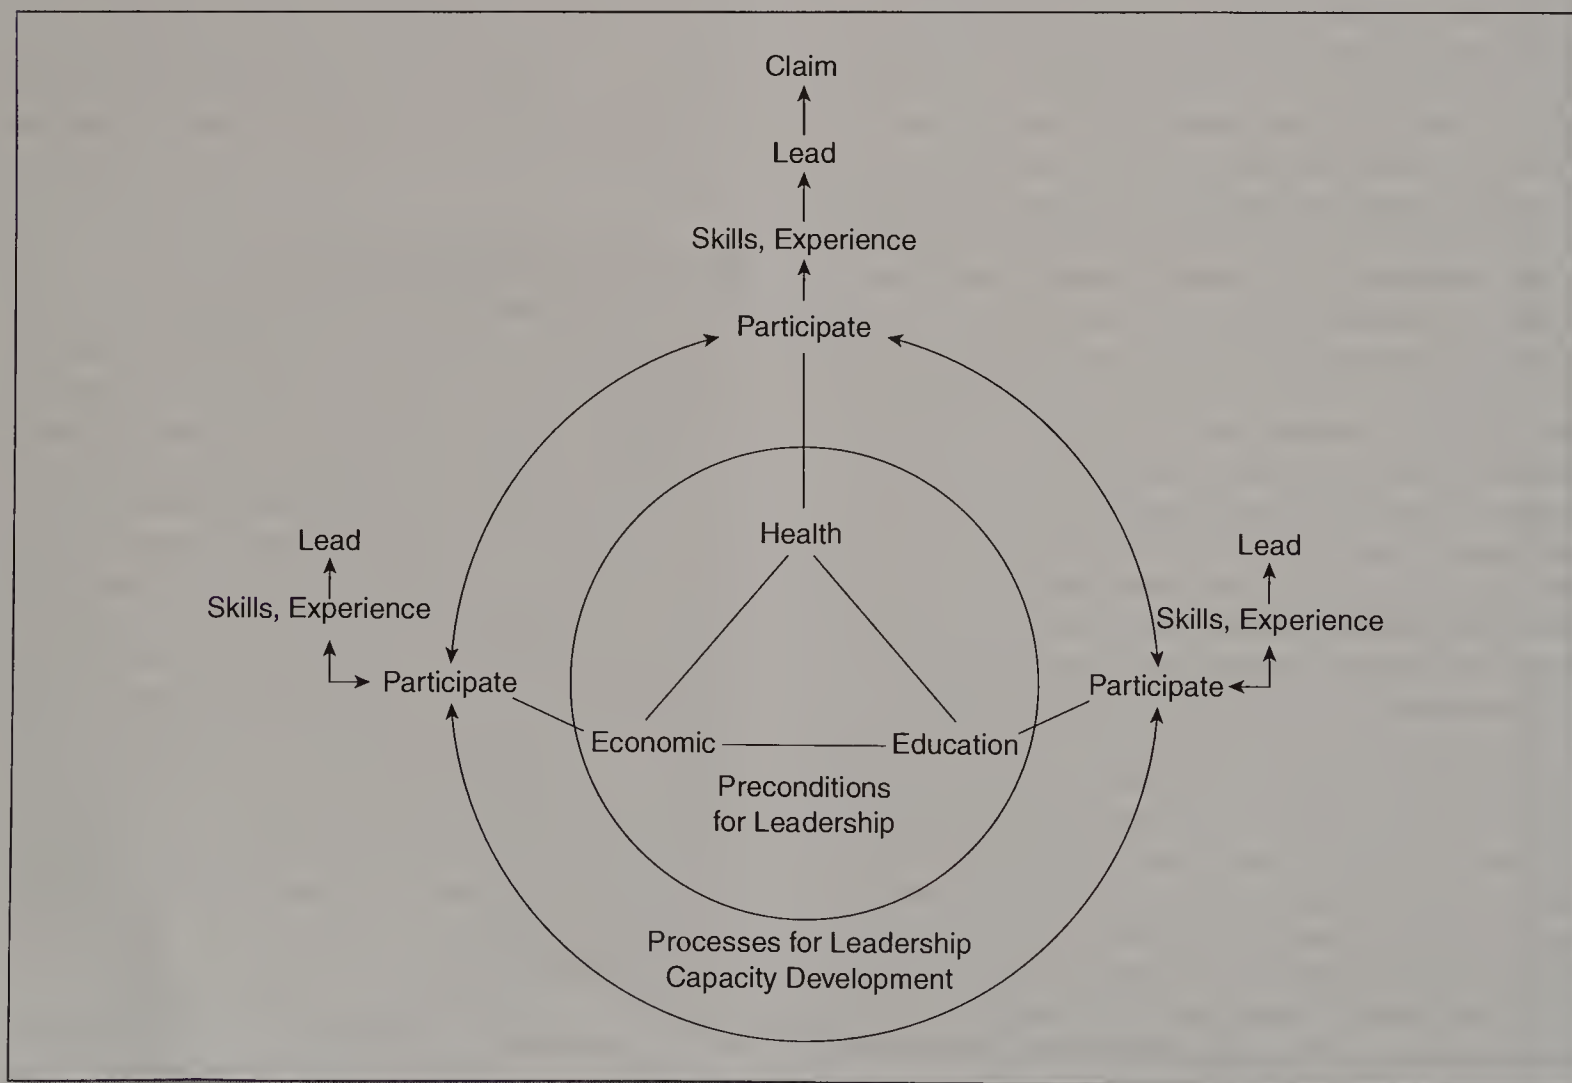 Claim
Lead
Skills, Experience
Participate
Health
Lead
Lead
Skills, Experience
Skills, Experience
Participate
Participate
Economic
Education
Preconditions
for Leadership
Processes for Leadership
Capacity Development